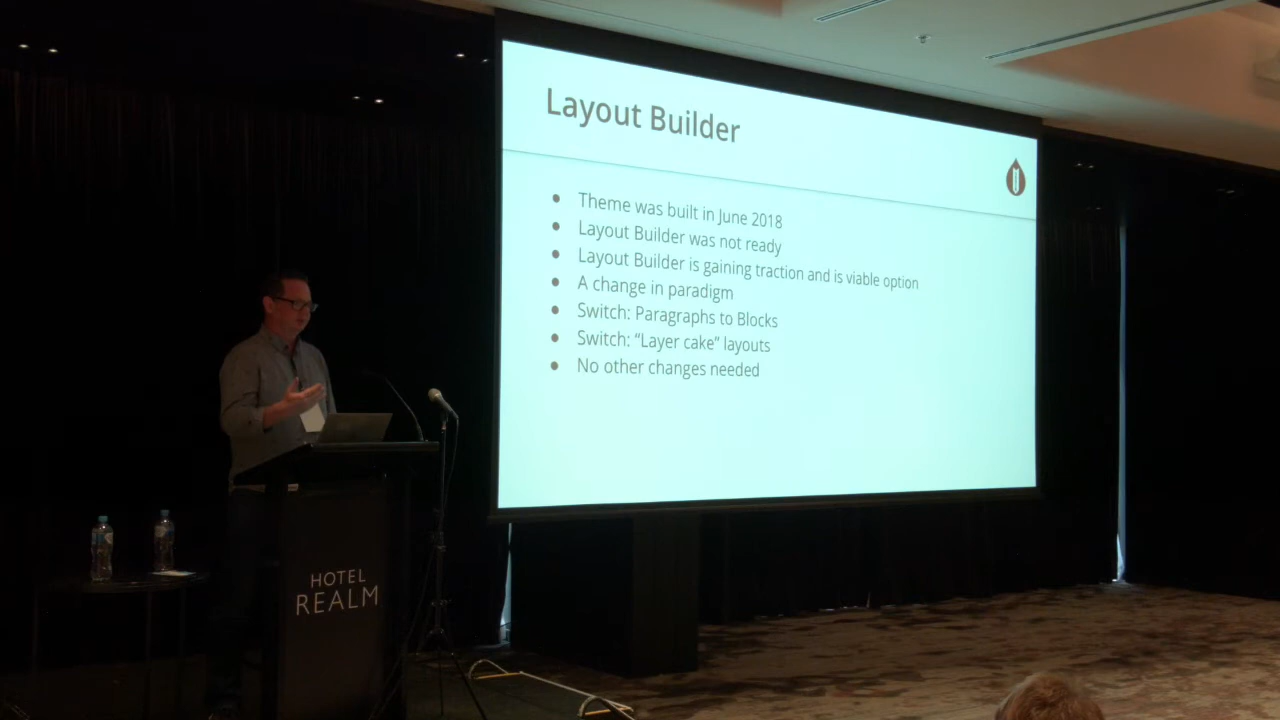 Layout Builder
Theme was built in June 2018
Layout Builder was not ready
Layout Builder is gaining traction and is viable option
A change in paradigm
Switch: Paragraphs to Blocks
Switch: “Layer cake” layouts
No other changes needed
HOTEL
REALM